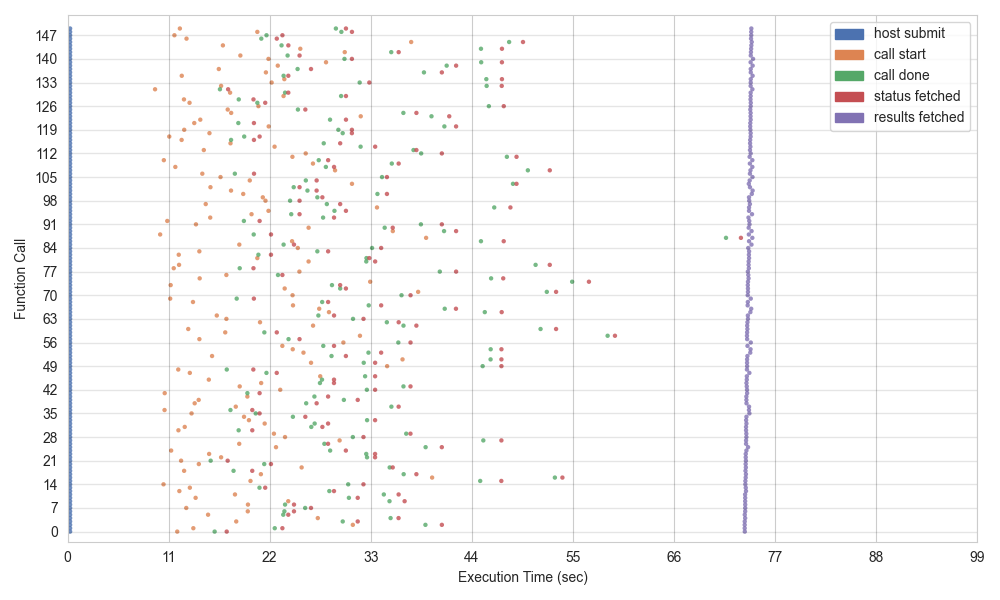 host submit
call start
call done
status fetched
results fetched
147
140
133
126
119
112
105
98
91
84
77
70
63
56
49
42
35
28
21
14
7
0
Function Call
0 11 22 33 44 55 66 77 88 99
Execution Time (sec)